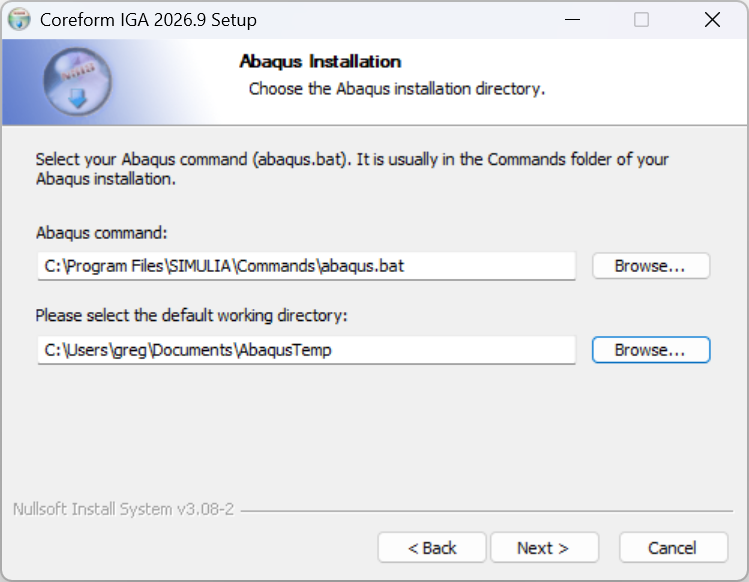 Coreform IGA 2026.9 Setup
Abaqus Installation
Choose the Abaqus installation directory.
Select your Abaqus command (abaqus.bat). It is usually in the Commands folder of your
Abaqus installation.
Abaqus command:
C:\Program Files\SIMULIA\Commands\abaqus.bat
Browse...
Please select the default working directory:
C:\Users\greg\Documents\AbaqusTemp
Browse...
Nullsoft Install System v3.08-2
< Back
Next >
Cancel